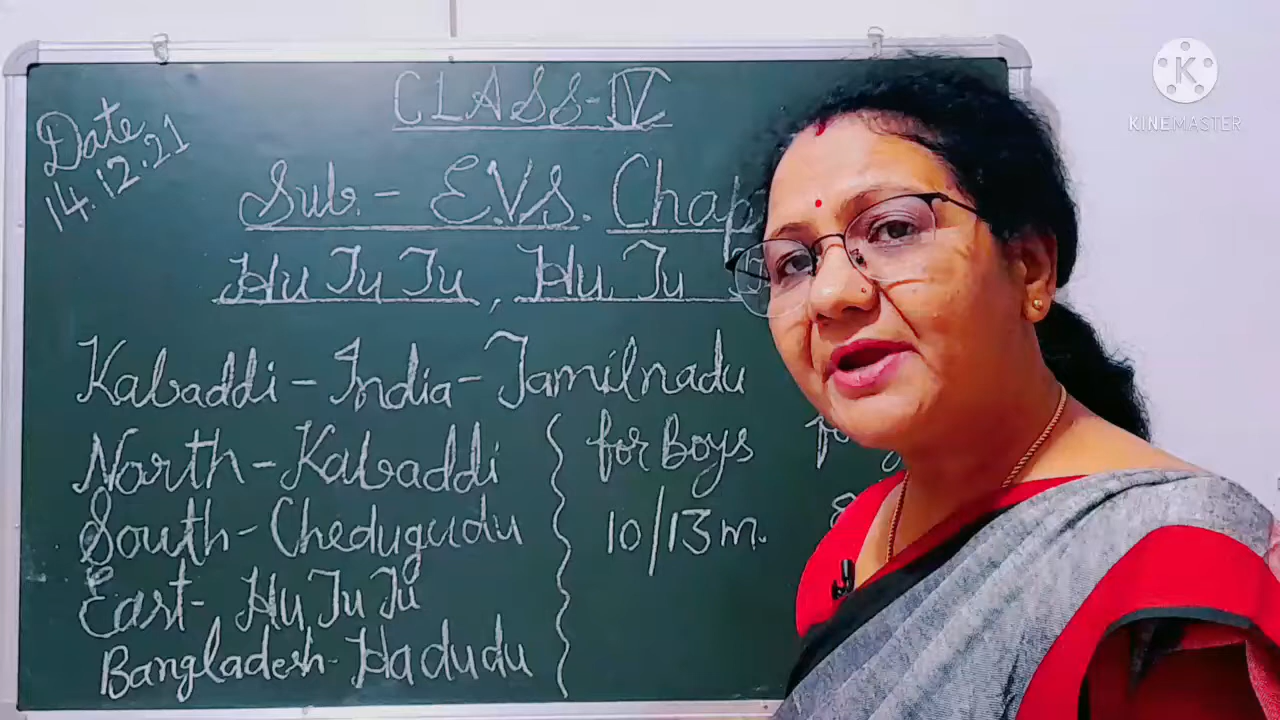 CLASS-IV
Date
14.12.21
Sub.- E.V.S. Chap
Hu Tu Tu, Hu Tu
Kabaddi-India-Tamilnadu
North-Kabaddi
for Boys
South-Chedugudu
10/13m.
East- Hu Tu Tu
Bangladesh-Hadudu
K
KINEMASTER